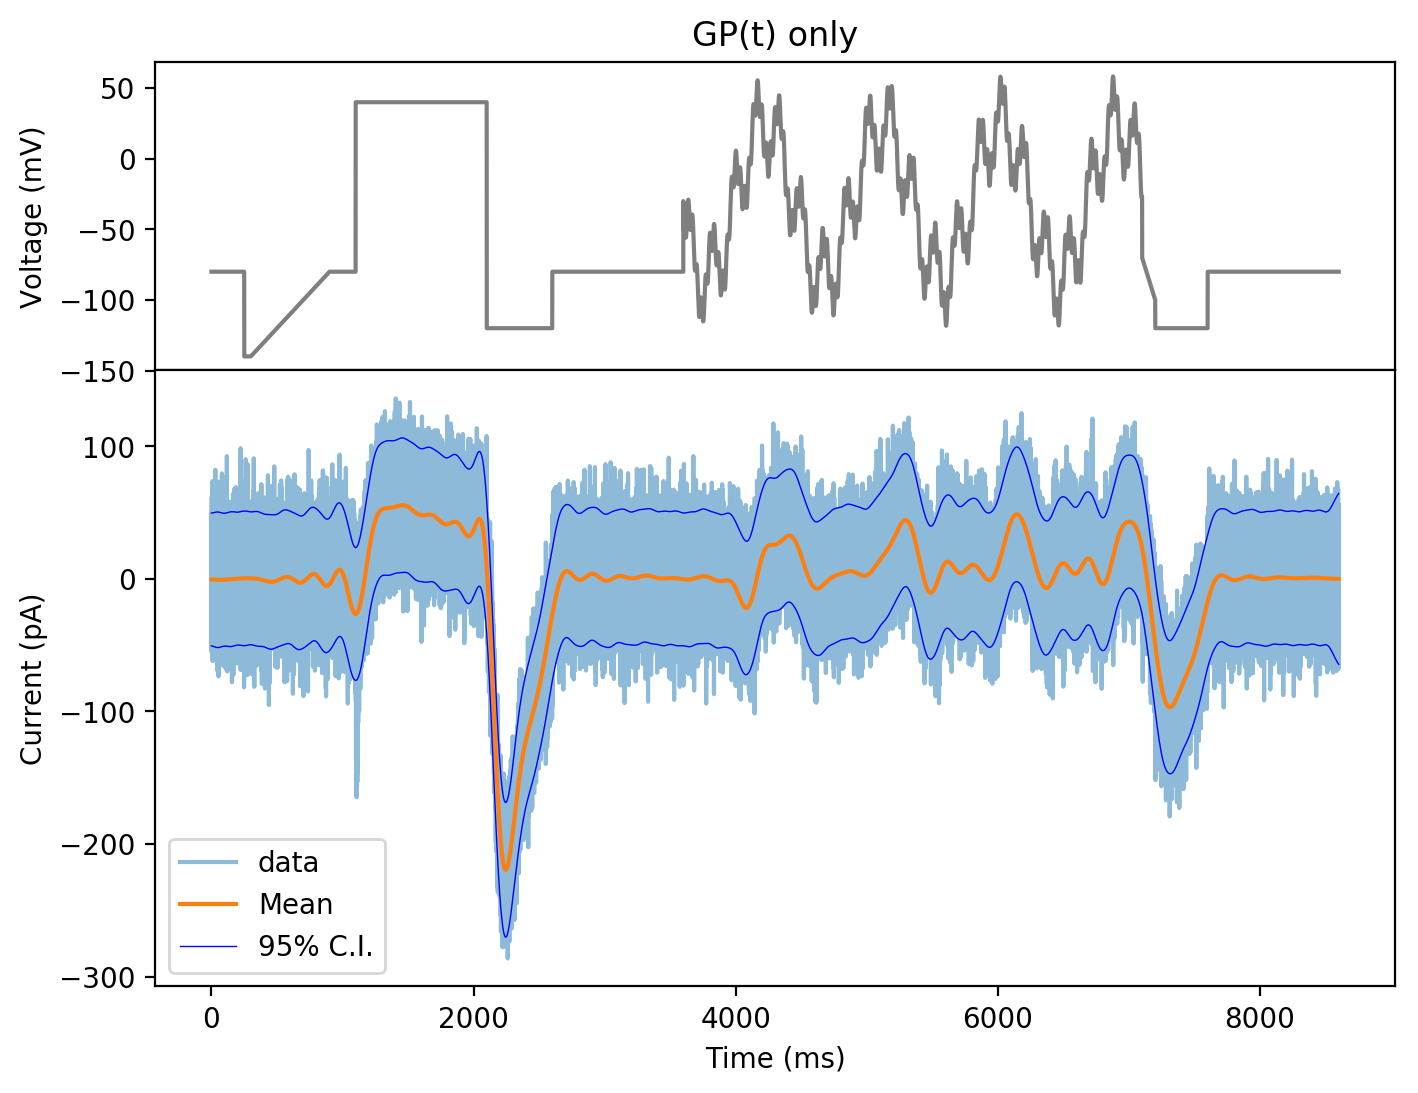 GP(t) only
Voltage (mV)
50
0
−50
−100
−150
Current (pA)
100
0
−100
−200
−300
data
Mean
95% C.I.
0 2000 4000 6000 8000
Time (ms)